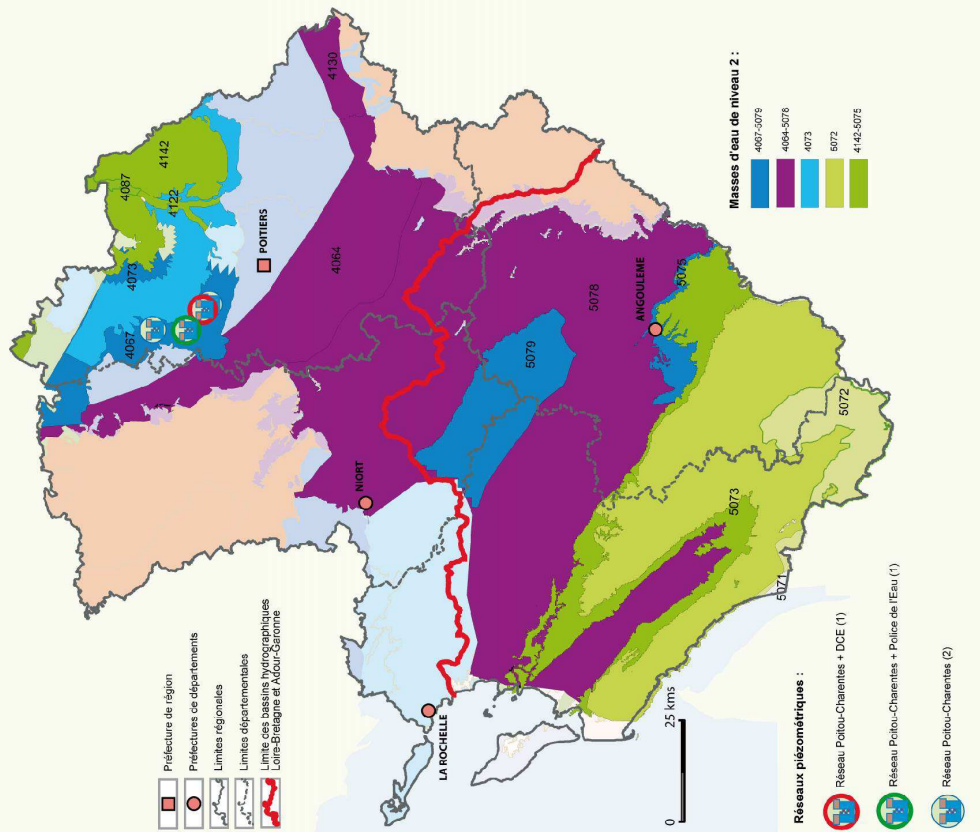 Préfecture de région
Préfectures de départements
Limites régionales
Limites départementales
Limite des bassins hydrographiques
Loire-Bretagne et Adour-Garonne
4130
4142
4087
4122
4073
POITIERS
4067
4064
NIORT
LA ROCHELLE
5079
5078
ANGOULEME
5075
5072
5073
5071
25 kms
0
Masses d'eau de niveau 2 :
4067-5079
4064-5078
4073
5072
4142-5075
Réseaux piézométriques :
Réseau Poitou-Charentes + DCE (1)
Réseau Poitou-Charentes + Police de l'Eau (1)
Réseau Poitou-Charentes (2)